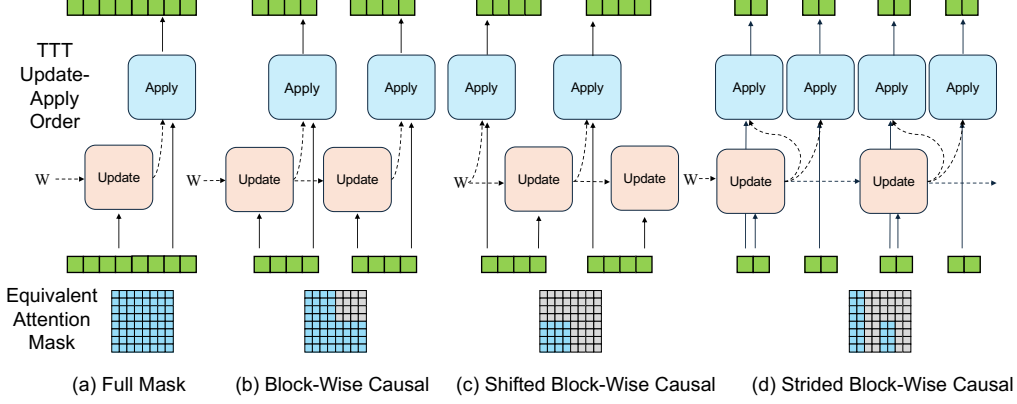 TTT
Update-
Apply
Order
Apply
Apply
Apply
Apply
Apply
Apply
Apply
Apply
Apply
W
Update
W
Update
Update
W
Update
Update
W
Update
Update
Equivalent
Attention
Mask
(a) Full Mask
(b) Block-Wise Causal
(c) Shifted Block-Wise Causal
(d) Strided Block-Wise Causal